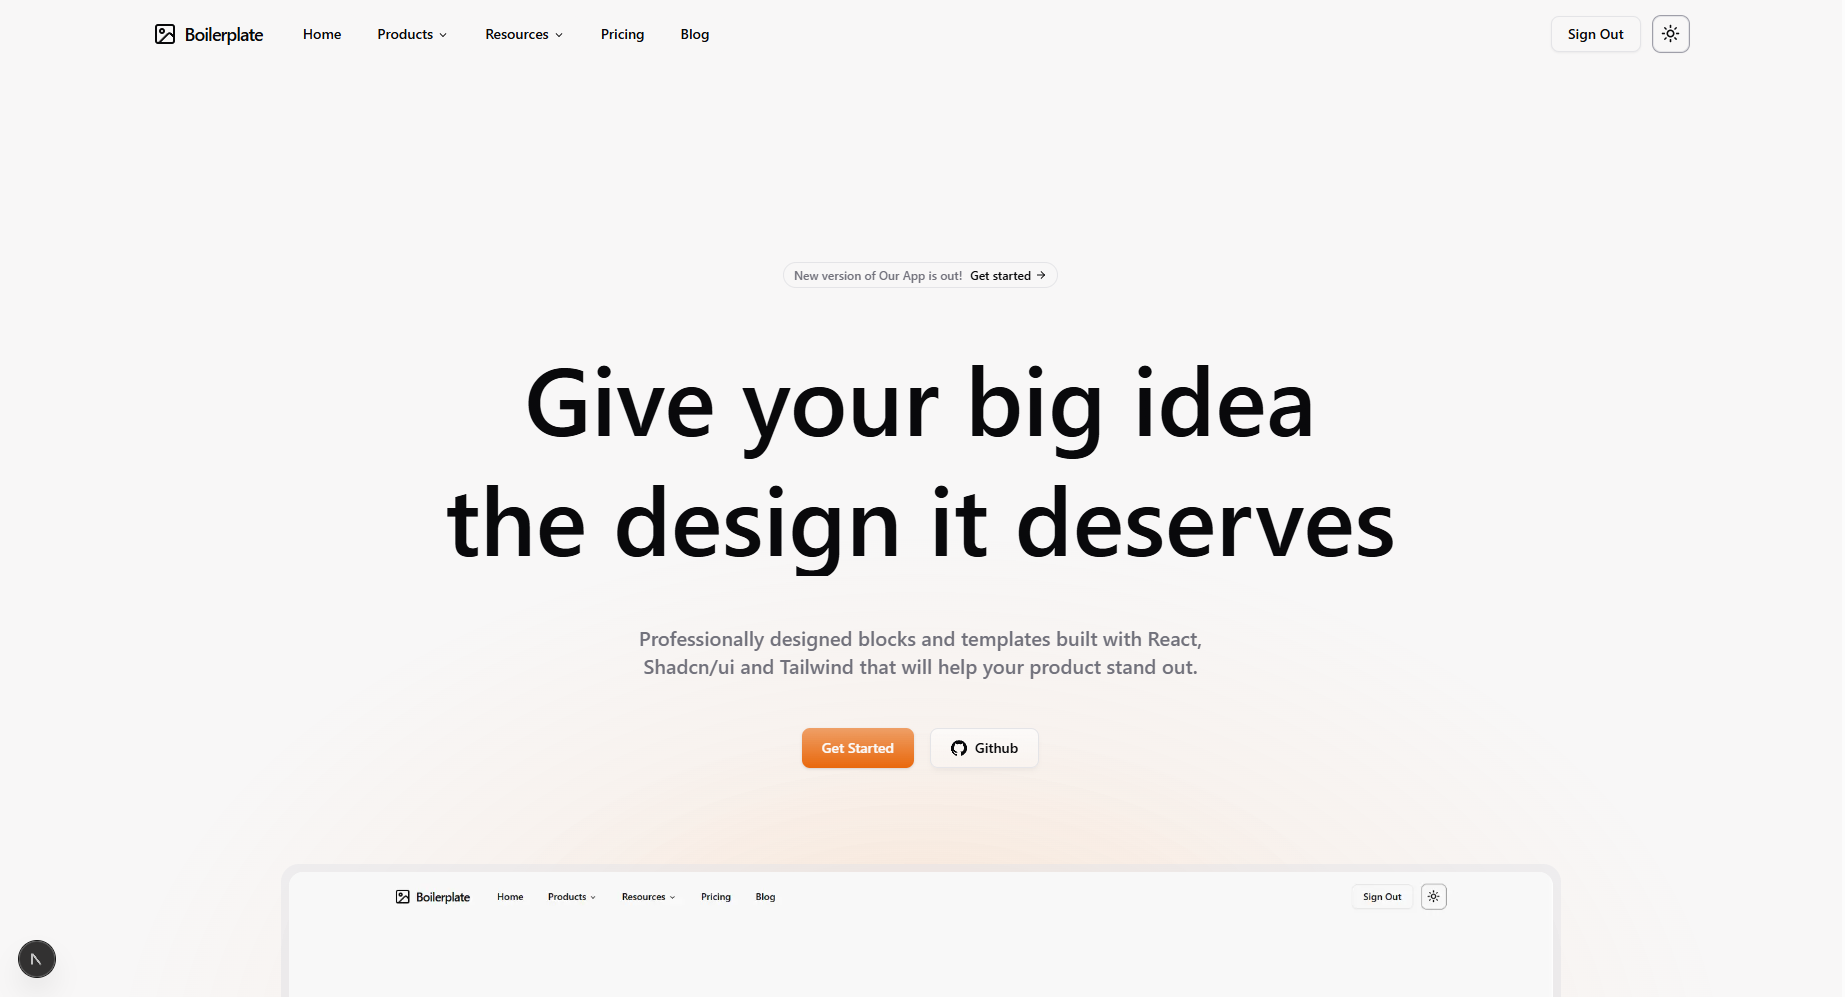 Boilerplate Home Products Resources Pricing Blog Sign Out
New version of Our App is out! Get started →
Give your big idea
the design it deserves
Professionally designed blocks and templates built with React,
Shadcn/ui and Tailwind that will help your product stand out.
Get Started Github
Boilerplate Home Products Resources Pricing Blog Sign Out